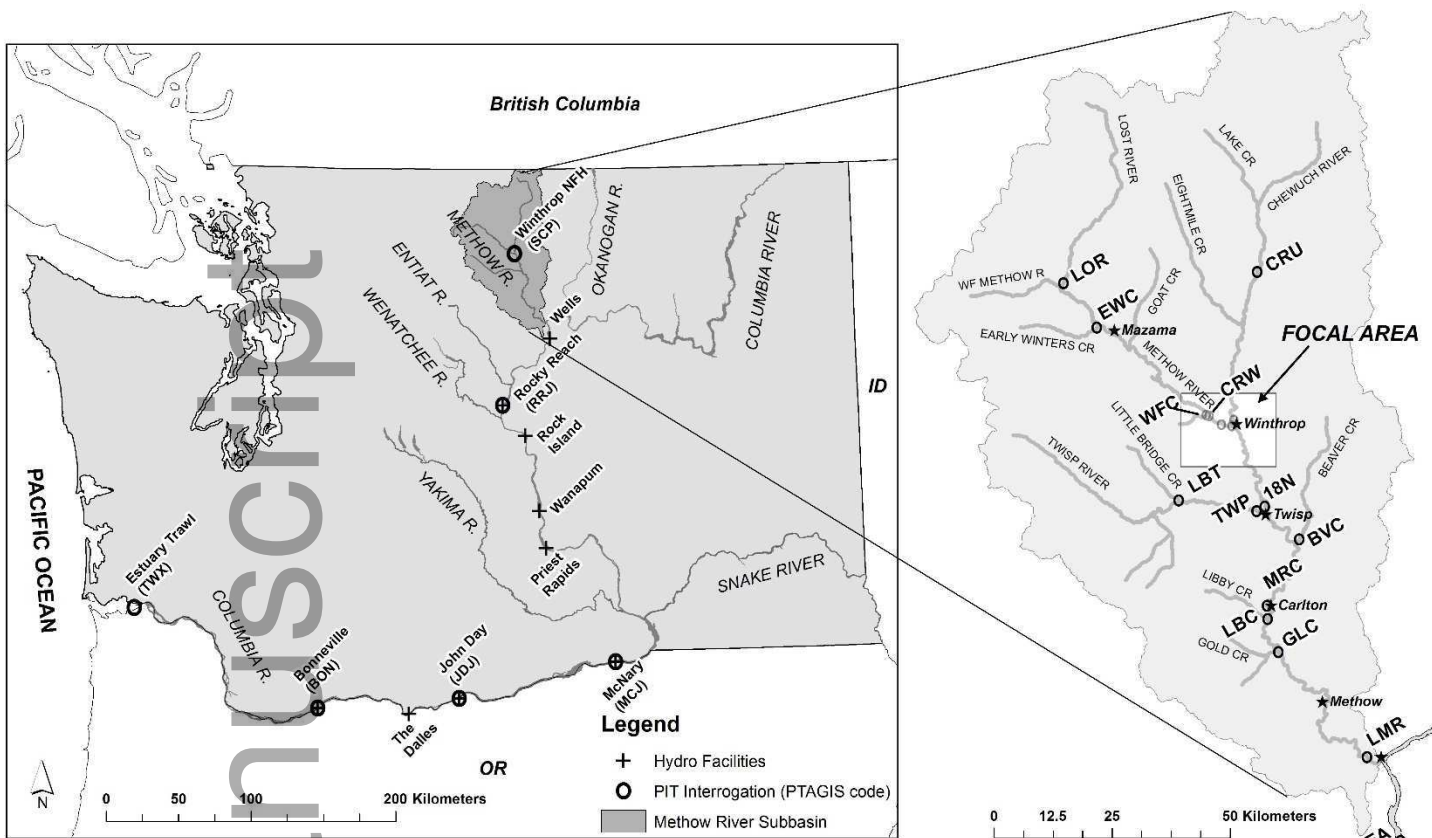 British Columbia
Winthrop NFH
(SCP)
METHOW R.
OKANOGAN R.
ENTIAT R.
WENATCHEE R.
COLUMBIA RIVER
Wells
Rocky Reach
(RRJ)
ID
Rock
Island
Wanapum
YAKIMA R.
Priest
Rapids
SNAKE RIVER
PACIFIC OCEAN
Estuary Trawl
(TWX)
COLUMBIA R.
Bonneville
(BON)
John Day
(JDJ)
McNary
(MCJ)
The
Dalles
OR
N
0 50 100 200 Kilometers
Legend
Hydro Facilities
PIT Interrogation (PTAGIS code)
Methow River Subbasin
nuscript
LOST RIVER
LAKE CR
CHEWUCH RIVER
EIGHTMILE CR
WF METHOW R
LOR
CRU
GOAT CR
EWC
Mazama
EARLY WINTERS CR
METHOW RIVER
FOCAL AREA
CRW
WFC
Winthrop
LITTLE BRIDGE CR
TWISP RIVER
BEAVER CR
LBT
TWP
18N
Twisp
BVC
MRC
LIBBY CR
Carlton
LBC
GLC
GOLD CR
Methow
LMR
0 12.5 25 50 Kilometers